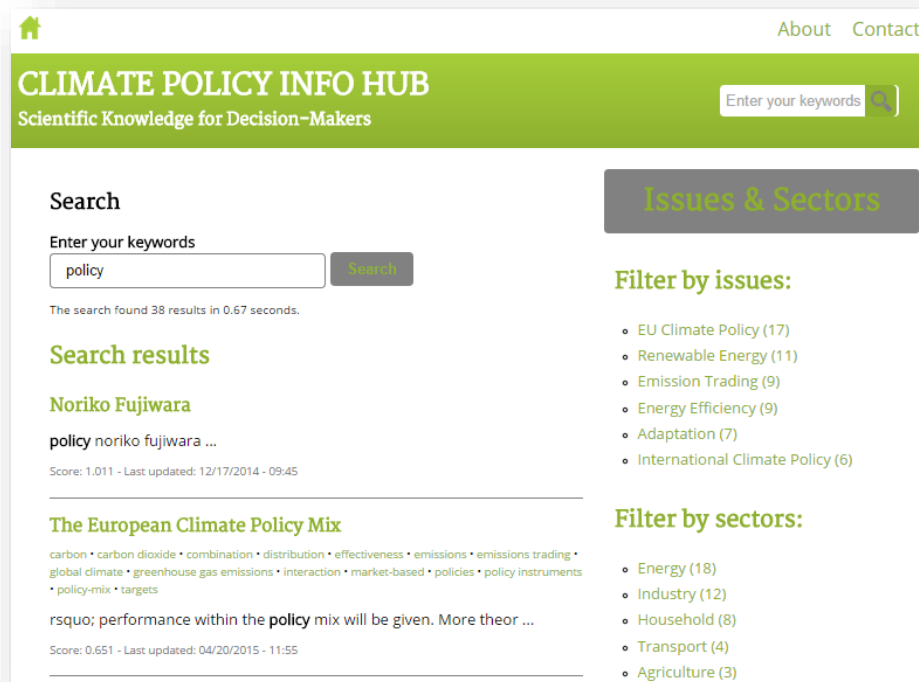 About Contact
CLIMATE POLICY INFO HUB
Scientific Knowledge for Decision-Makers
Enter your keywords
Search
Enter your keywords
policy
Search
The search found 38 results in 0.67 seconds.
Search results
Noriko Fujiwara
policy noriko fujiwara ...
Score: 1.011 - Last updated: 12/17/2014 - 09:45
The European Climate Policy Mix
carbon • carbon dioxide • combination • distribution • effectiveness • emissions • emissions trading •
global climate • greenhouse gas emissions • interaction • market-based • policies • policy instruments
• policy-mix • targets
rsquo; performance within the policy mix will be given. More theor ...
Score: 0.651 - Last updated: 04/20/2015 - 11:55
Issues & Sectors
Filter by issues:
EU Climate Policy (17)
Renewable Energy (11)
Emission Trading (9)
Energy Efficiency (9)
Adaptation (7)
International Climate Policy (6)
Filter by sectors:
Energy (18)
Industry (12)
Household (8)
Transport (4)
Agriculture (3)